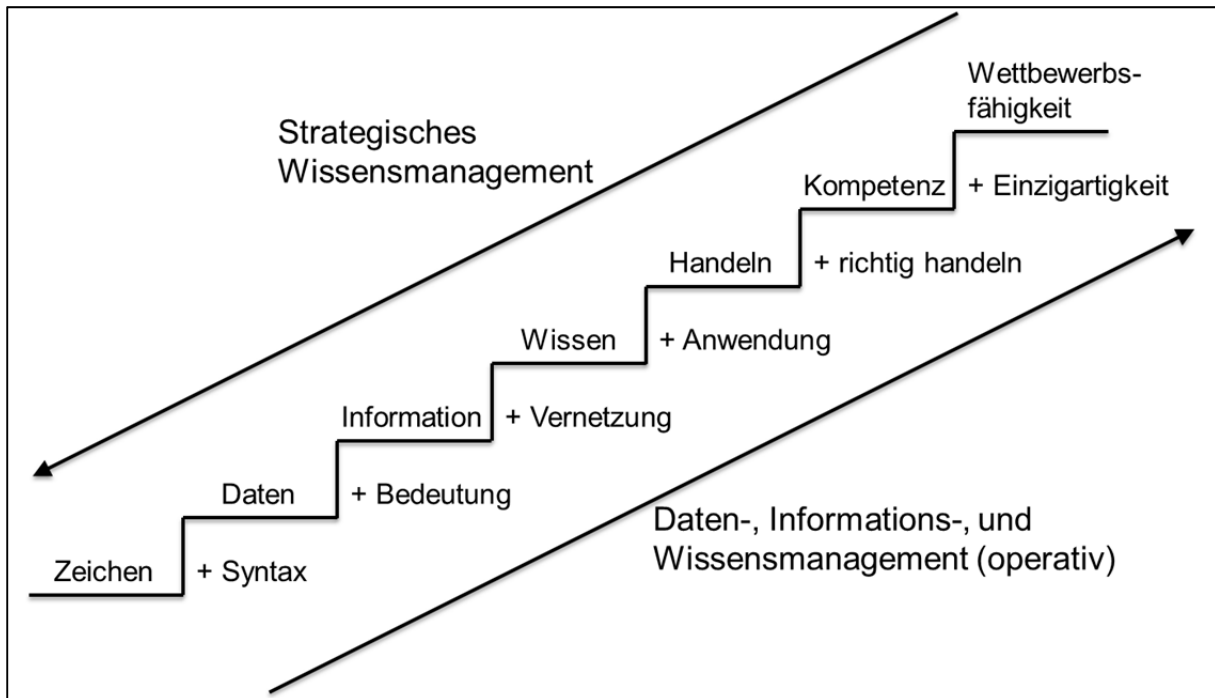 Wettbewerbs-
fähigkeit
Strategisches
Wissensmanagement
Kompetenz
+ Einzigartigkeit
Handeln
+ richtig handeln
Wissen
+ Anwendung
Information
+ Vernetzung
Daten
+ Bedeutung
Daten-, Informations-, und
Wissensmanagement (operativ)
Zeichen
+ Syntax